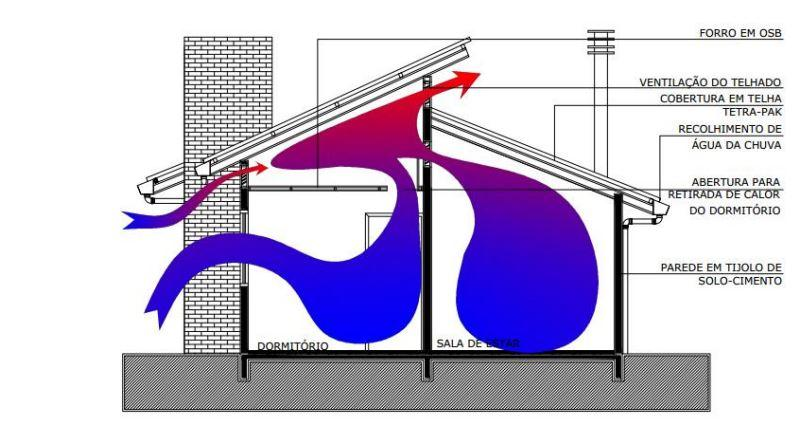 FORRO EM OSB
VENTILAÇÃO DO TELHADO
COBERTURA EM TELHA
TETRA-PAK
RECOLHIMENTO DE
ÁGUA DA CHUVA
ABERTURA PARA
RETIRADA DE CALOR
DO DORMITÓRIO
PAREDE EM TIJOLO DE
SOLO-CIMENTO
DORMITÓRIO
SALA DE ESTAR